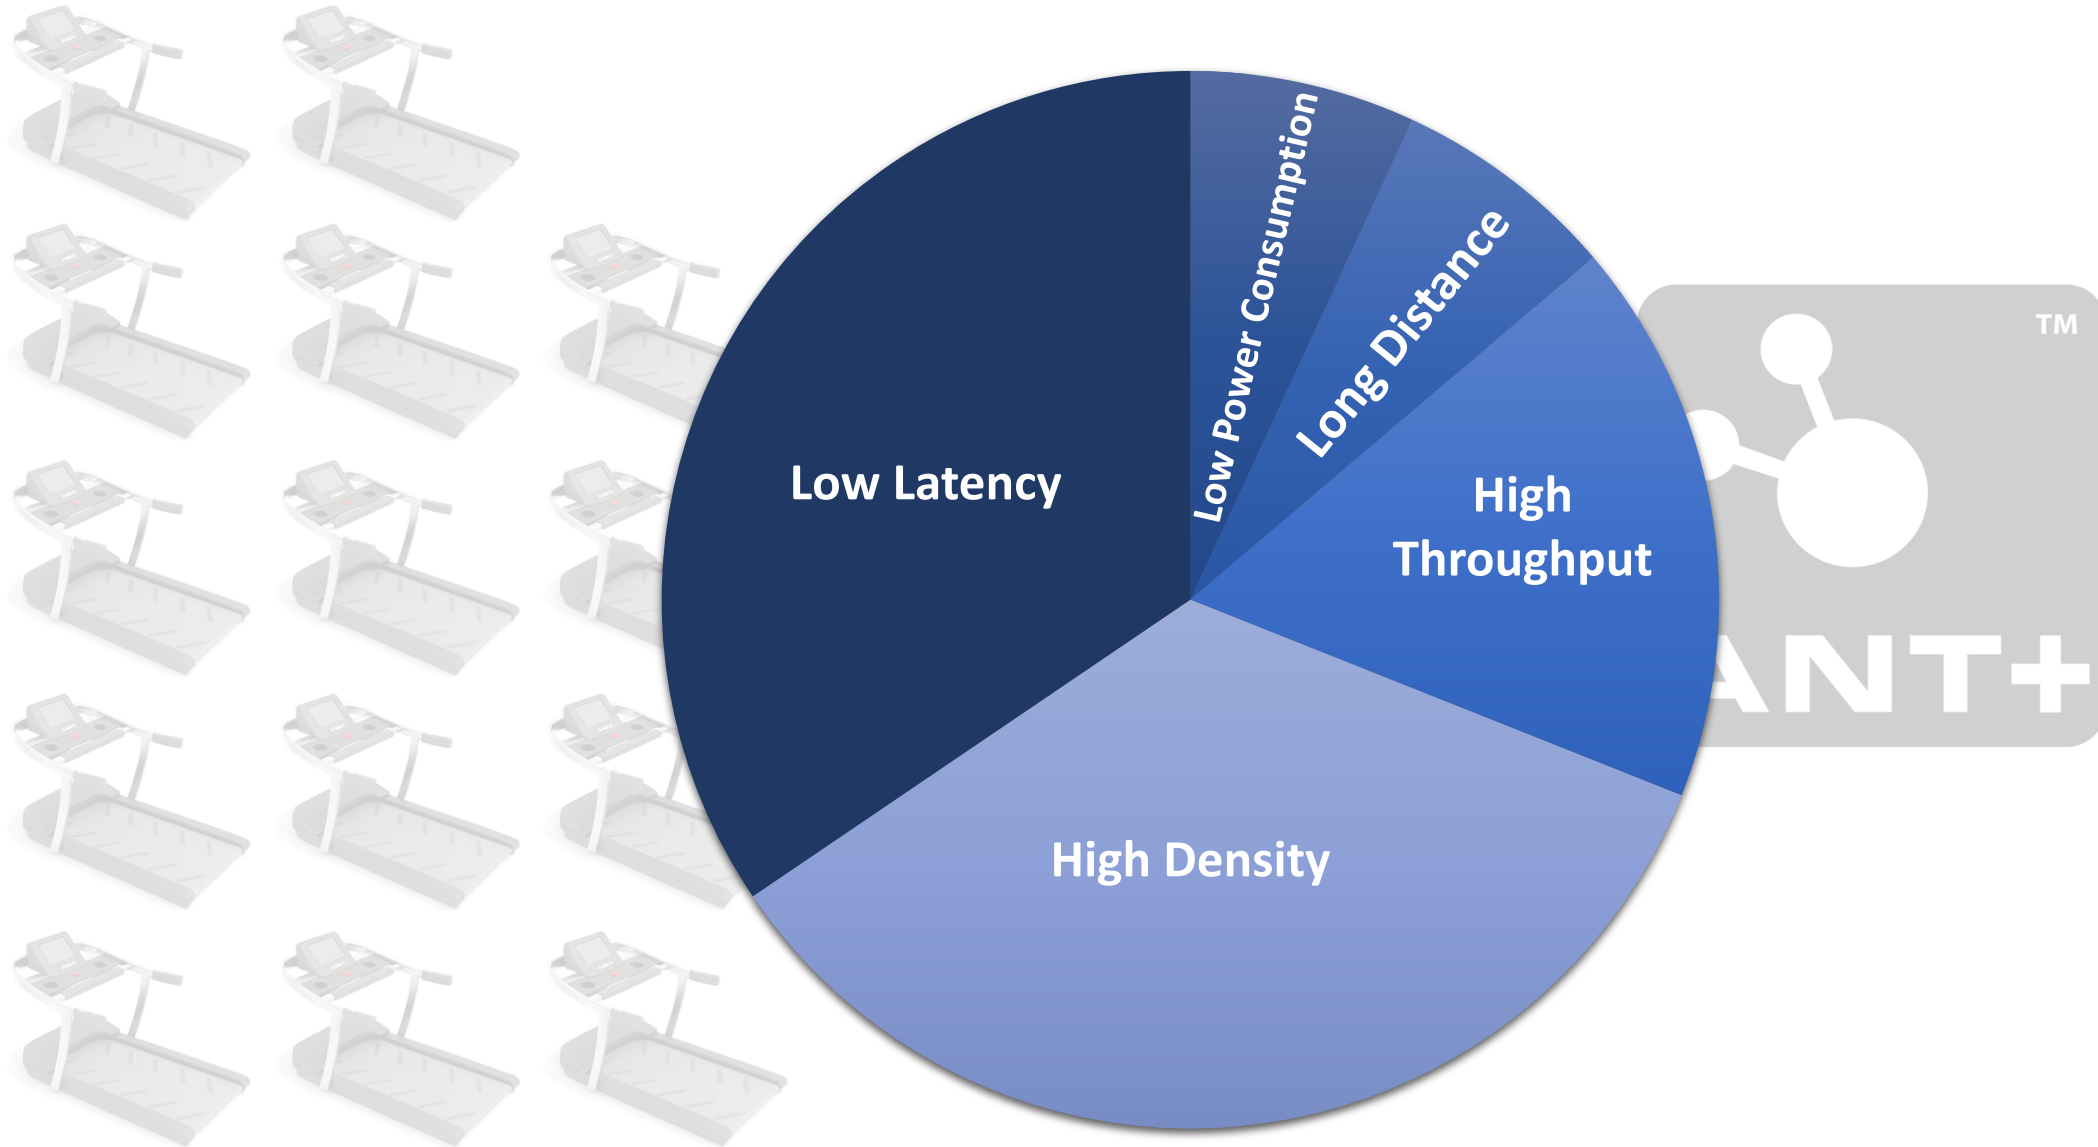 Low Power Consumption
Long Distance
High
Throughput
Low Latency
High Density
TM
ANT+